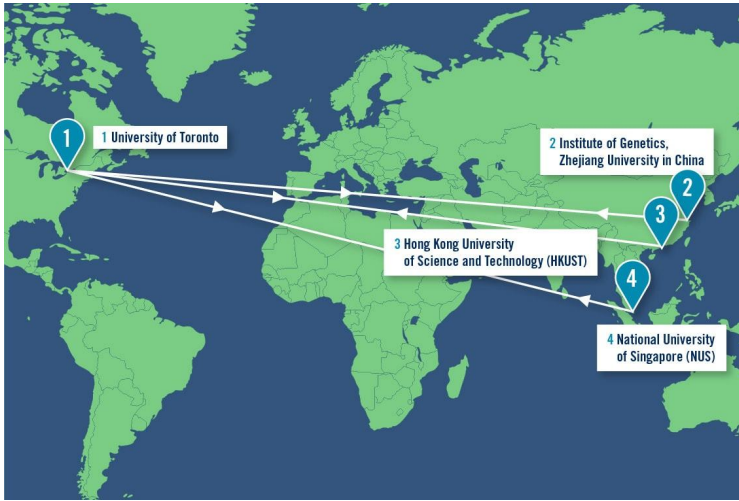 1
1 University of Toronto
2 Institute of Genetics,
Zhejiang University in China
2
3
3 Hong Kong University
of Science and Technology (HKUST)
4
4 National University
of Singapore (NUS)